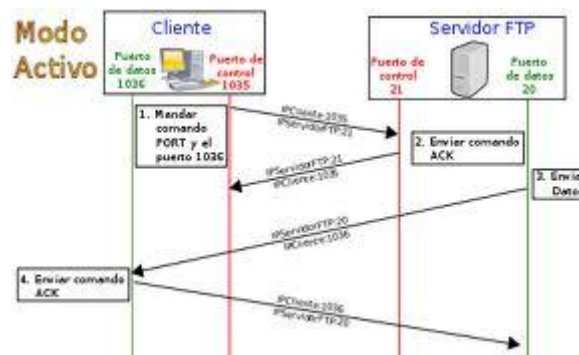 Modo
Activo
Cliente
Servidor FTP
Puerto
de datos
1036
Puerto de
control
1035
Puerto de
control
21
Puerto
de datos
20
1. Mandar
comando
PORT y el
puerto 1036
IPCliente:1035
IPServidorFTP:21
2. Enviar comando
ACK
IPServidorFTP:21
IPCliente:1035
3. Envia
Dato
IPServidorFTP:20
IPCliente:1036
4. Enviar comando
ACK
IPCliente:1036
IPServidorFTP:20